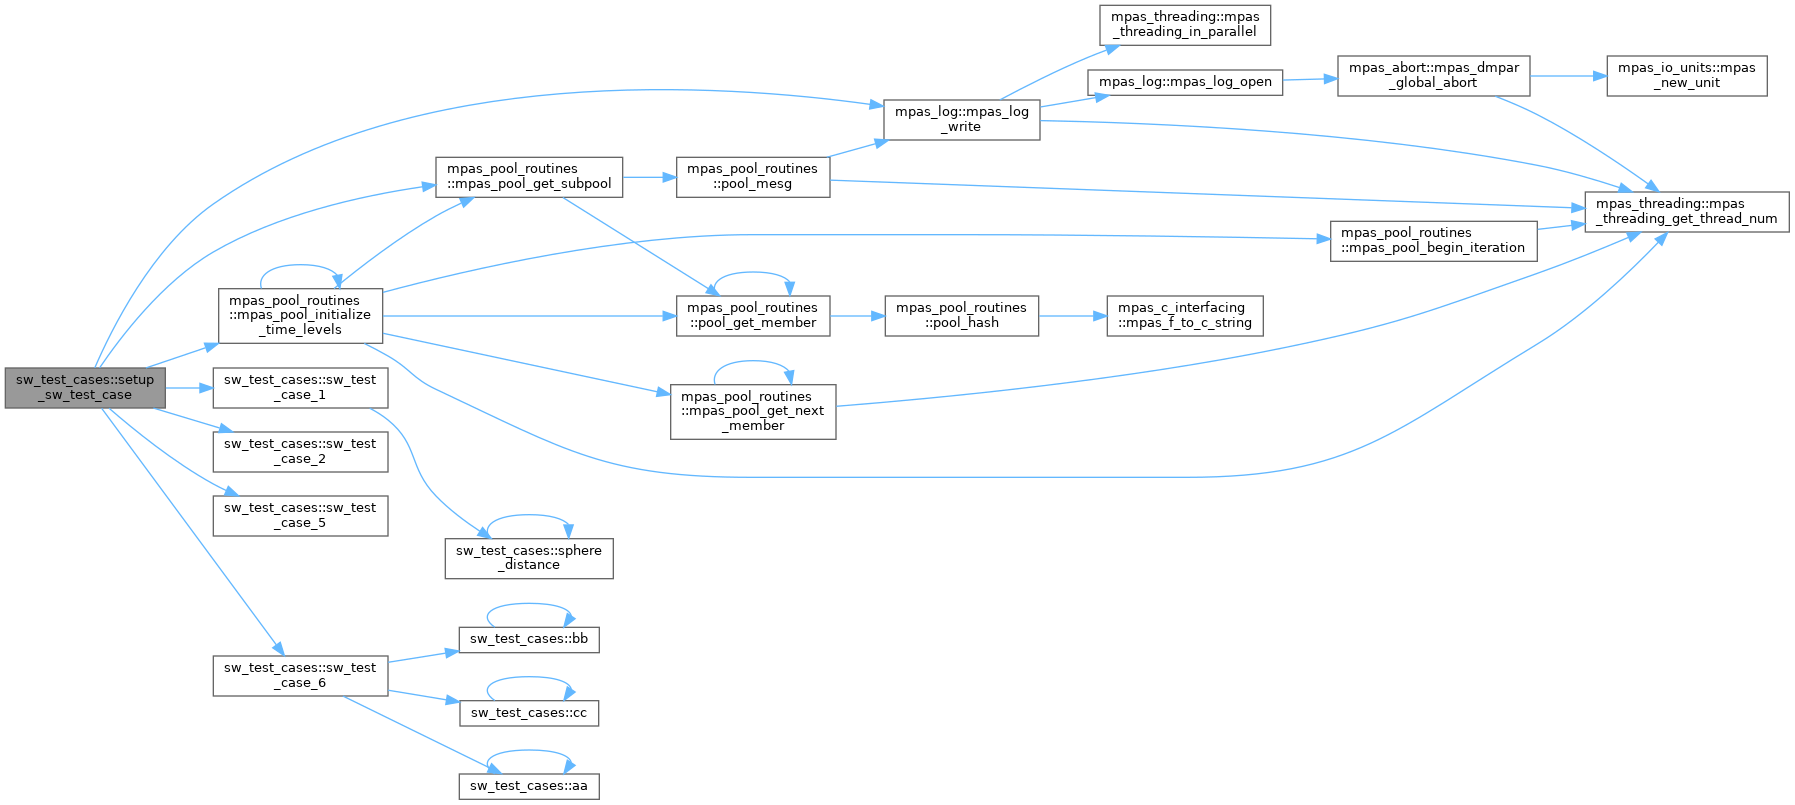 sw_test_cases::setup
_sw_test_case
mpas_log::mpas_log
_write
mpas_threading::mpas
_threading_in_parallel
mpas_log::mpas_log_open
mpas_abort::mpas_dmpar
_global_abort
mpas_io_units::mpas
_new_unit
mpas_threading::mpas
_threading_get_thread_num
mpas_pool_routines
::mpas_pool_get_subpool
mpas_pool_routines
::pool_mesg
mpas_pool_routines
::mpas_pool_begin_iteration
mpas_pool_routines
::mpas_pool_initialize
_time_levels
mpas_pool_routines
::pool_get_member
mpas_pool_routines
::pool_hash
mpas_c_interfacing
::mpas_f_to_c_string
mpas_pool_routines
::mpas_pool_get_next
_member
sw_test_cases::sw_test
_case_1
sw_test_cases::sw_test
_case_2
sw_test_cases::sw_test
_case_5
sw_test_cases::sphere
_distance
sw_test_cases::sw_test
_case_6
sw_test_cases::bb
sw_test_cases::cc
sw_test_cases::aa